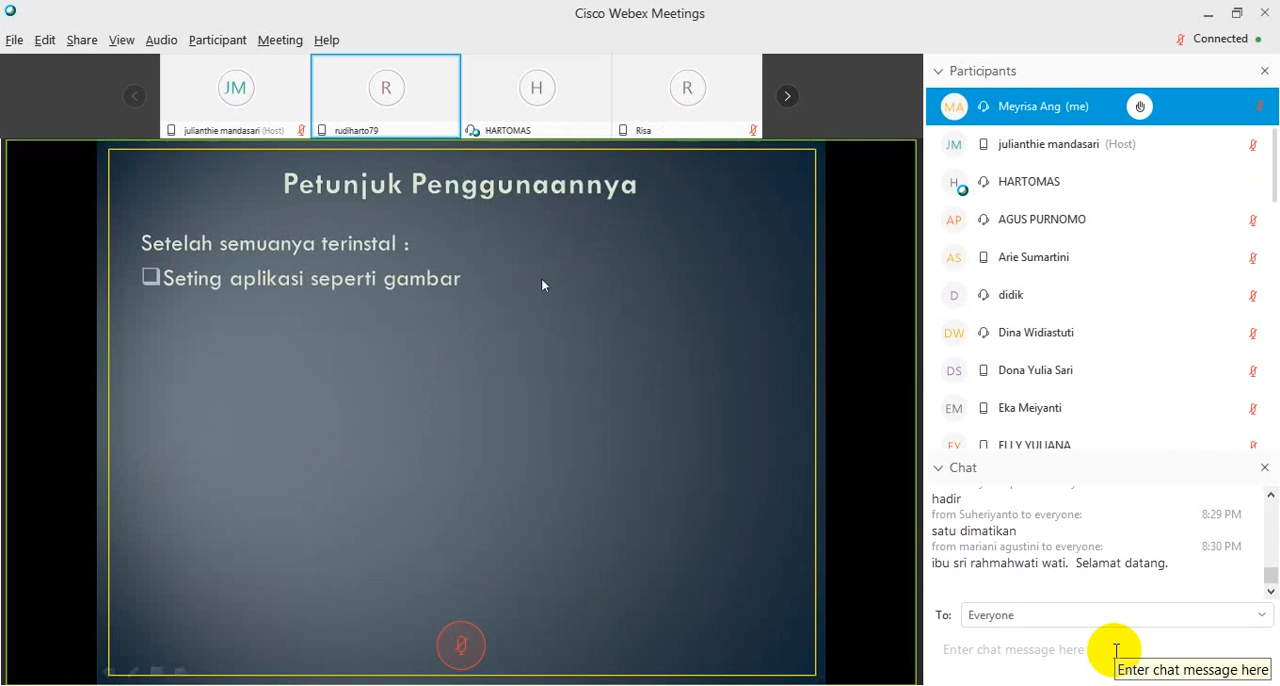 Cisco Webex Meetings
File Edit Share View Audio Participant Meeting Help
Connected
JM
R
H
R
julianthie mandasari (Host)
rudiharto79
HARTOMAS
Risa
Petunjuk Penggunaannya
Setelah semuanya terinstal :
Seting aplikasi seperti gambar
Participants
MA Meyrisa Ang (me)
JM julianthie mandasari (Host)
H HARTOMAS
AP AGUS PURNOMO
AS Arie Sumartini
D didik
DW Dina Widiastuti
DS Dona Yulia Sari
EM Eka Meiyanti
EY ELLY YULIANA
Chat
hadir
from Suheriyanto to everyone: 8:29 PM
satu dimatikan
from mariani agustini to everyone: 8:30 PM
ibu sri rahmahwati wati. Selamat datang.
To: Everyone
Enter chat message here
Enter chat message here